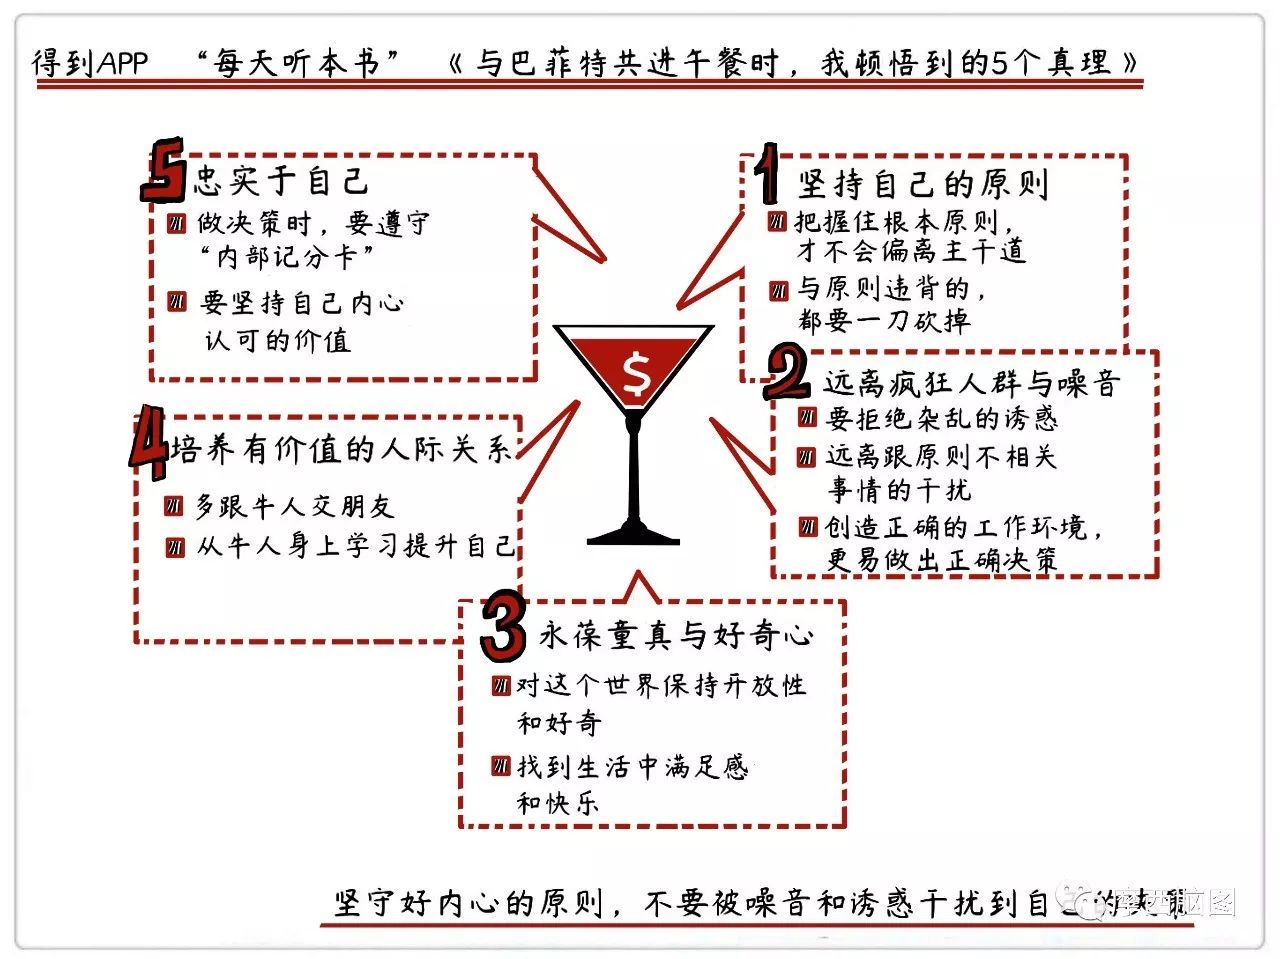 得到APP “每天听本书” 《与巴菲特共进午餐时，我顿悟到的5个真理》
1 坚持自己的原则
把握住根本原则，
才不会偏离主干道
与原则违背的，
都要一刀砍掉
2 远离疯狂人群与噪音
要拒绝杂乱的诱惑
远离跟原则不相关
事情的干扰
创造正确的工作环境，
更易做出正确决策
3 永葆童真与好奇心
对这个世界保持开放性
和好奇
找到生活中满足感
和快乐
4 培养有价值的人际关系
多跟牛人交朋友
从牛人身上学习提升自己
5 忠实于自己
做决策时，要遵守
“内部记分卡”
要坚持自己内心
认可的价值
$
坚守好内心的原则，不要被噪音和诱惑干扰到自己的决策
脑图